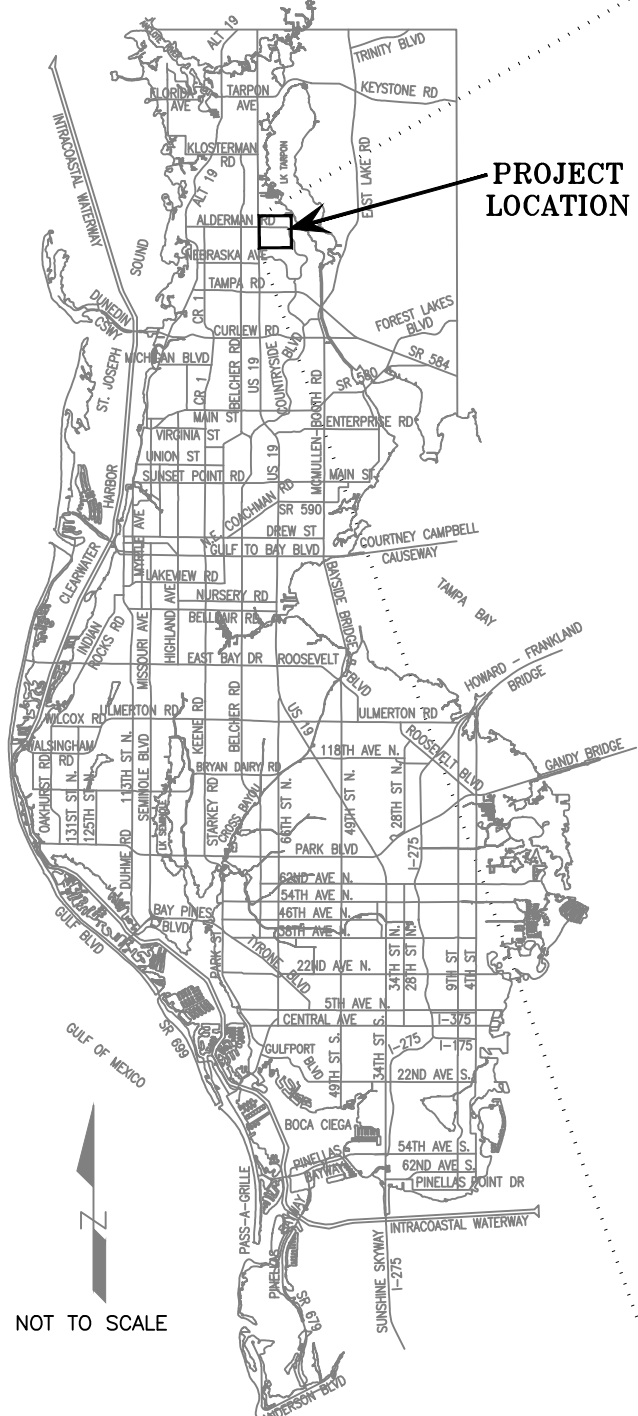 ALT 19
TRINITY BLVD
FLORIDA
AVE
TARPON
AVE
KEYSTONE RD
INTRACOASTAL WATERWAY
KLOSTERMAN
RD
LK TARPON
EAST LAKE RD
ALT 19
PROJECT
LOCATION
ALDERMAN RD
NEBRASKA AVE
SOUND
TAMPA RD
CR 1
DUNEDIN
CSWY
CURLEW RD
FOREST LAKES
BLVD
MICHIGAN BLVD
ST. JOSEPH
BELCHER RD
US 19
COUNTRYSIDE
BLVD
SR 584
SR 580
CR 1
MAIN ST
MCMULLEN-BOOTH RD
ENTERPRISE RD
VIRGINIA ST
UNION ST
SUNSET POINT RD
US 19
MAIN ST
HARBOR
N.E. COACHMAN RD
SR 590
MYRTLE AVE
DREW ST
GULF TO BAY BLVD
COURTNEY CAMPBELL
CAUSEWAY
CLEARWATER
LAKEVIEW RD
NURSERY RD
BELLAIR RD
TAMPA BAY
INDIAN
ROCKS RD
MISSOURI AVE
HIGHLAND AVE
BAYSIDE BRIDGE
EAST BAY DR
ROOSEVELT
BLVD
HOWARD - FRANKLAND
BRIDGE
WILCOX RD
ULMERTON RD
ULMERTON RD
WALSINGHAM
RD
KEENE RD
BELCHER RD
US 19
118TH AVE N.
ROOSEVELT BLVD
GANDY BRIDGE
OAKHURST RD
131ST ST N.
125TH ST N.
113TH ST N.
SEMINOLE BLVD
LK SEMINOLE
STARKEY RD
BRYAN DAIRY RD
CROSS BAYOU
66TH ST N.
49TH ST N.
28TH ST N.
PARK BLVD
I-275
DUHME RD
62ND AVE N.
54TH AVE N.
46TH AVE N.
38TH AVE N.
BAY PINES
BLVD
GULF BLVD
PARK ST
TYRONE BLVD
22ND AVE N.
34TH ST N.
28TH ST N.
9TH ST
4TH ST
5TH AVE N.
CENTRAL AVE
I-375
I-175
SR 699
GULF OF MEXICO
GULFPORT
BLVD
49TH ST S.
34TH ST S.
I-275
22ND AVE S.
BOCA CIEGA
PINELLAS
BAYWAY
54TH AVE S.
62ND AVE S.
PINELLAS POINT DR
PASS-A-GRILLE
PINELLAS
BAYWAY
INTRACOASTAL WATERWAY
SUNSHINE SKYWAY
I-275
N
NOT TO SCALE
SR 679
ANDERSON BLVD